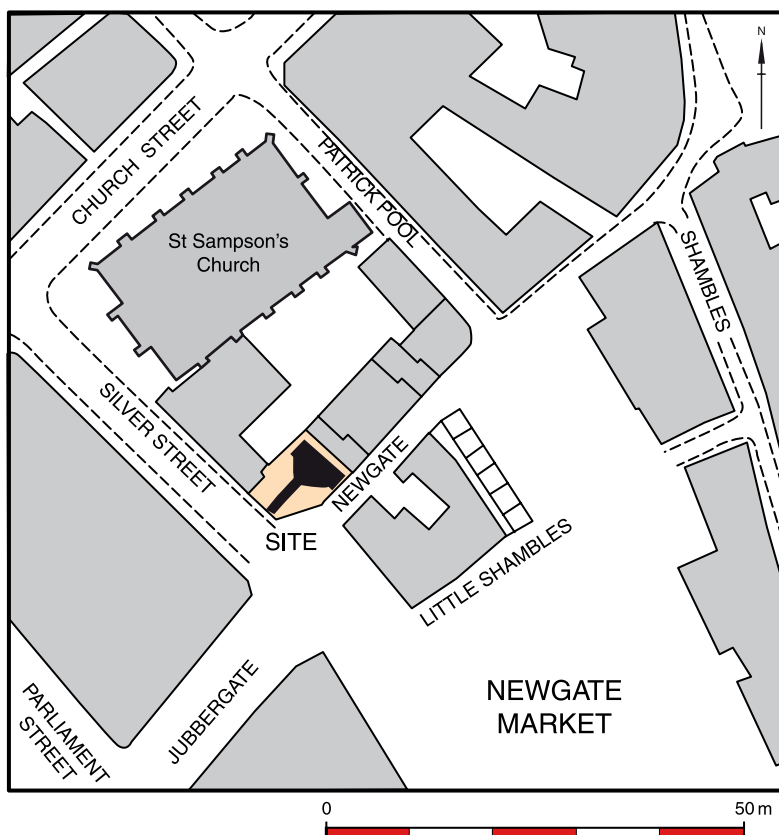 N
CHURCH STREET
PATRICK POOL
St Sampson's
Church
SHAMBLES
SILVER STREET
NEWGATE
SITE
LITTLE SHAMBLES
JUBBERGATE
PARLIAMENT
STREET
NEWGATE
MARKET
0
50 m